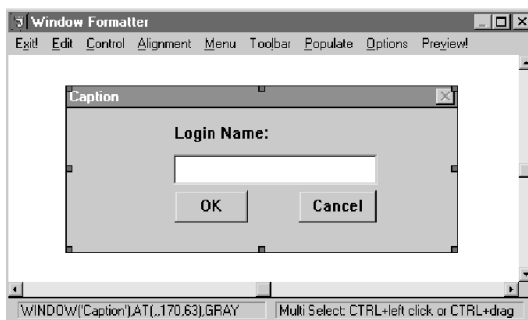 Window Formatter
Exit! Edit Control Alignment Menu Toolbar Populate Options Preview!
Caption
Login Name:
OK Cancel
WINDOW('Caption'),AT(,,170,63),GRAY Multi Select: CTRL+left click or CTRL+drag